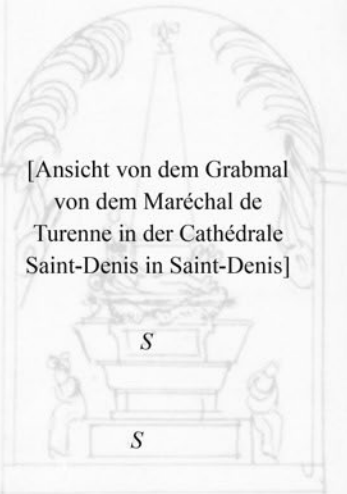 [Ansicht von dem Grabmal
von dem Maréchal de
Turenne in der Cathédrale
Saint-Denis in Saint-Denis]
S
S